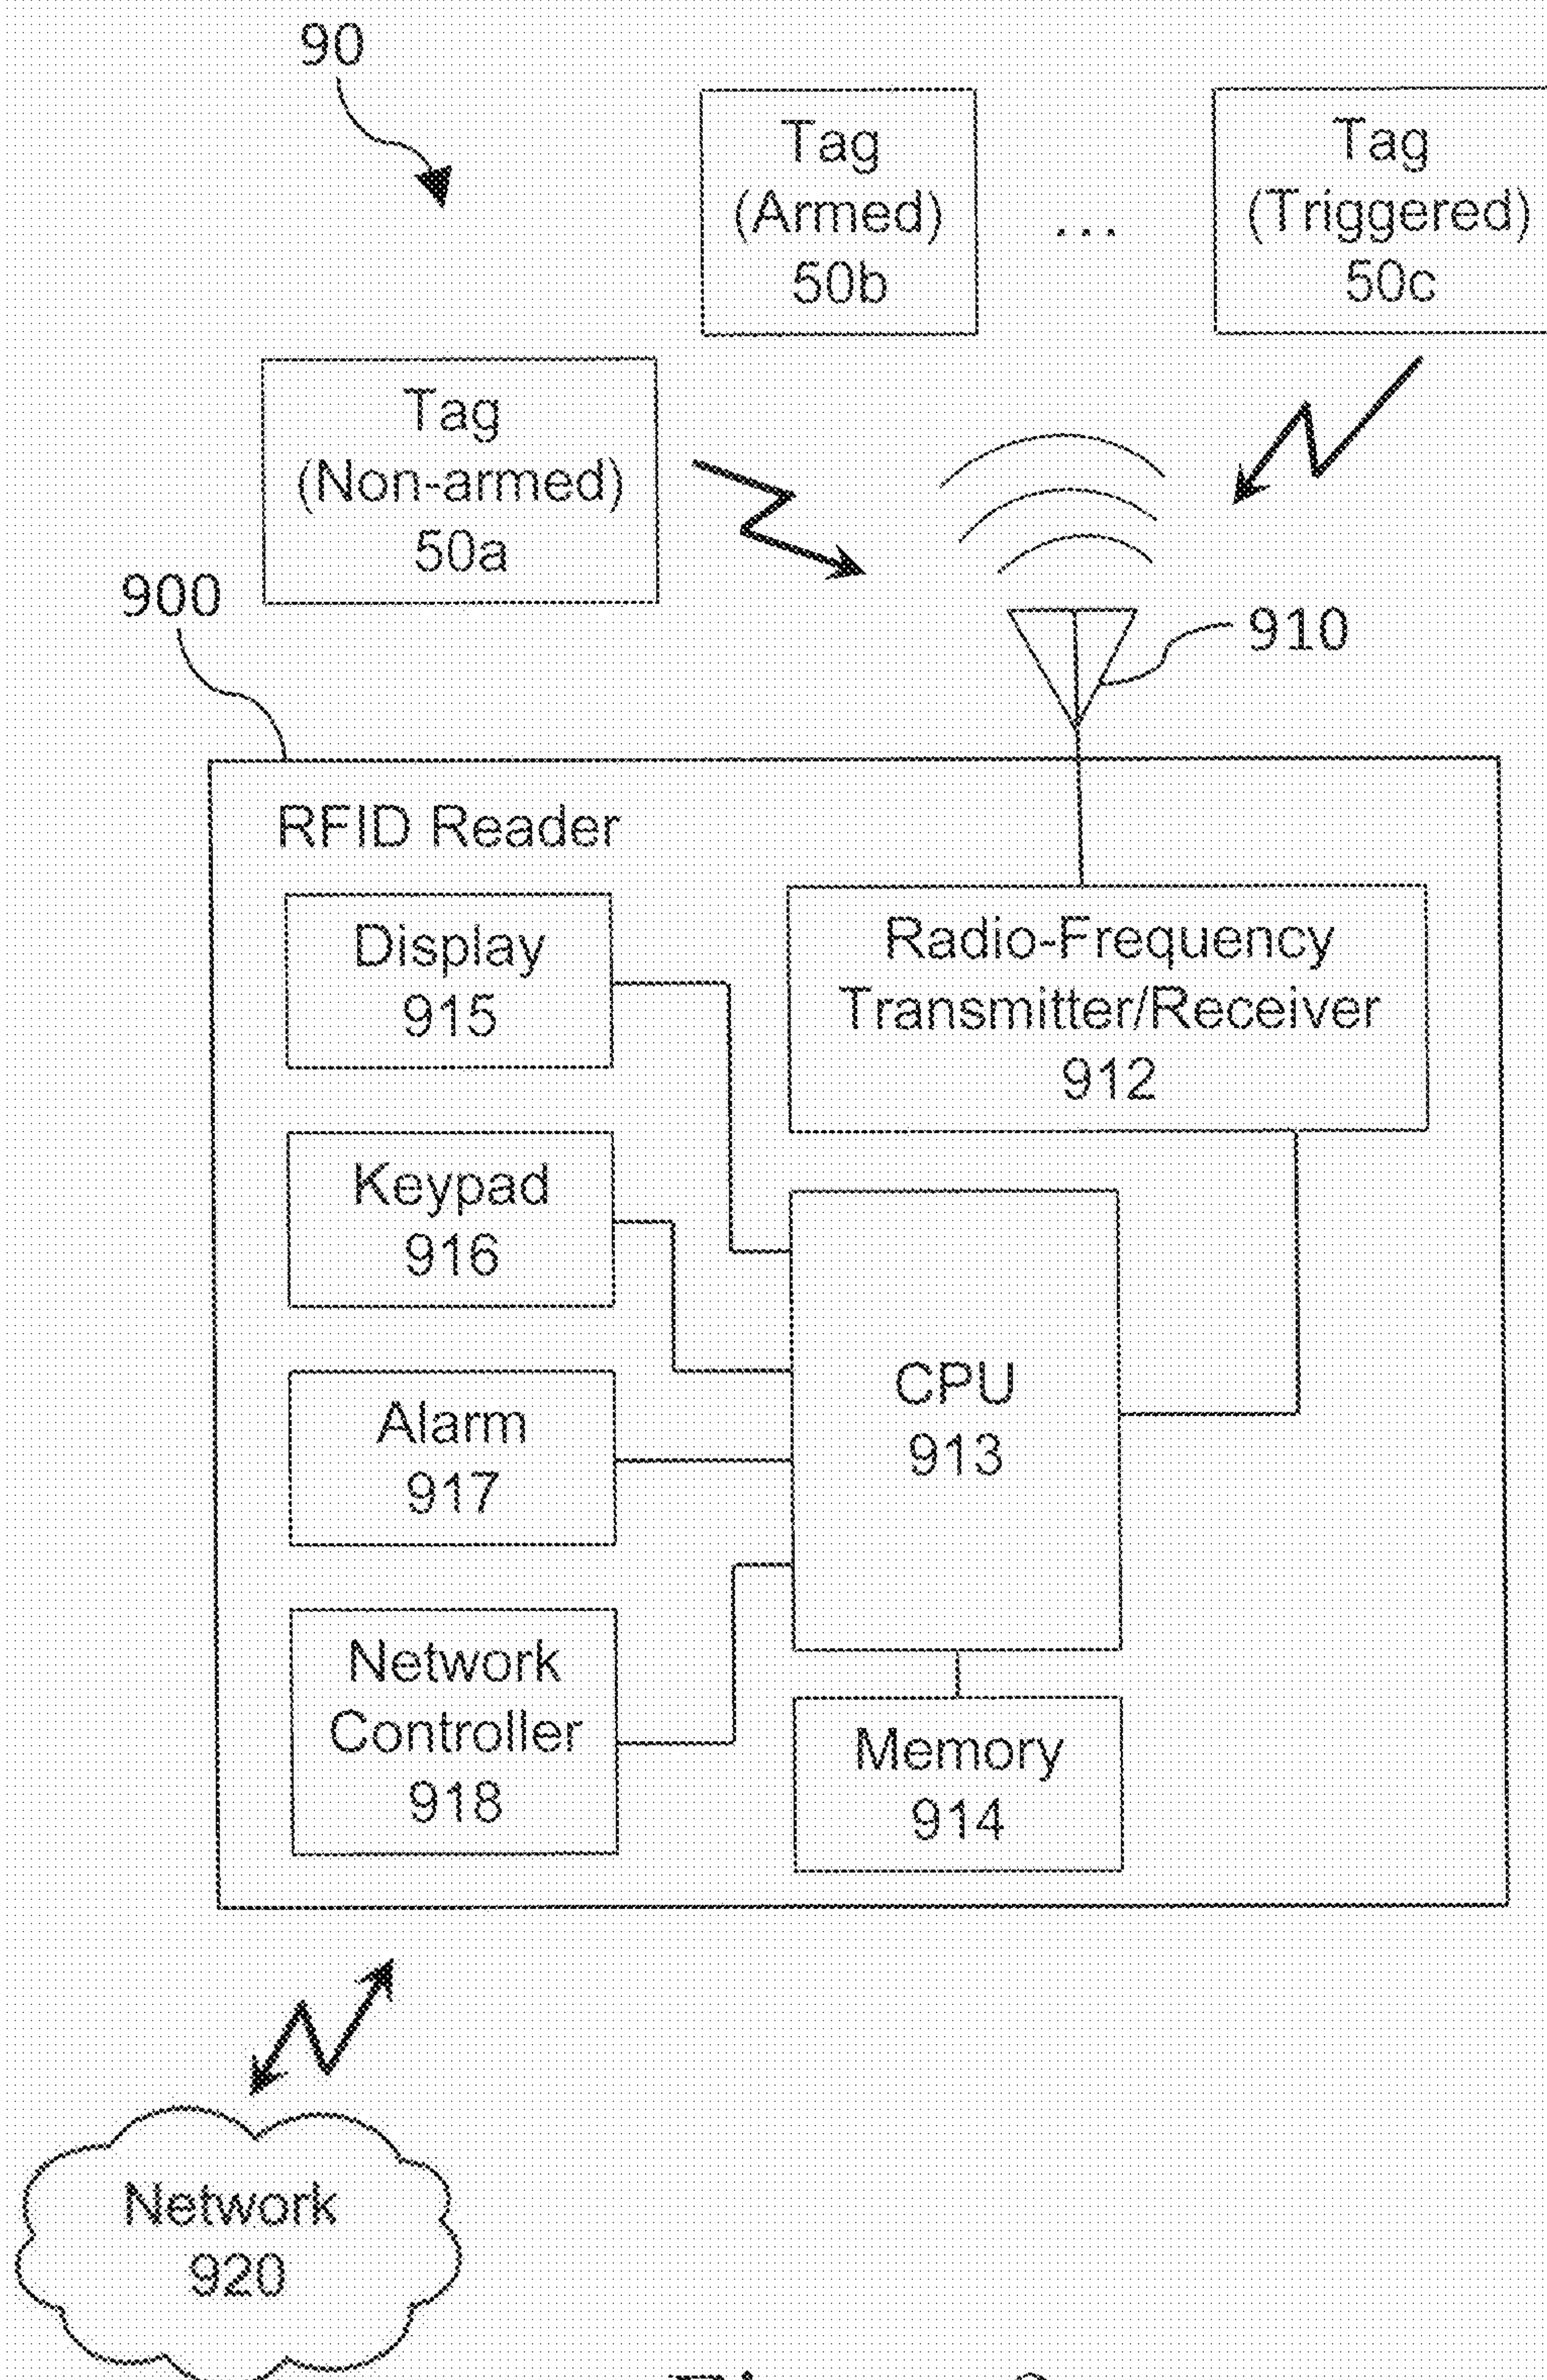 90
Tag
(Armed)
50b
...
Tag
(Triggered)
50c
Tag
(Non-armed)
50a
900
910
RFID Reader
Display
915
Radio-Frequency
Transmitter/Receiver
912
Keypad
916
CPU
913
Alarm
917
Network
Controller
918
Memory
914
Network
920